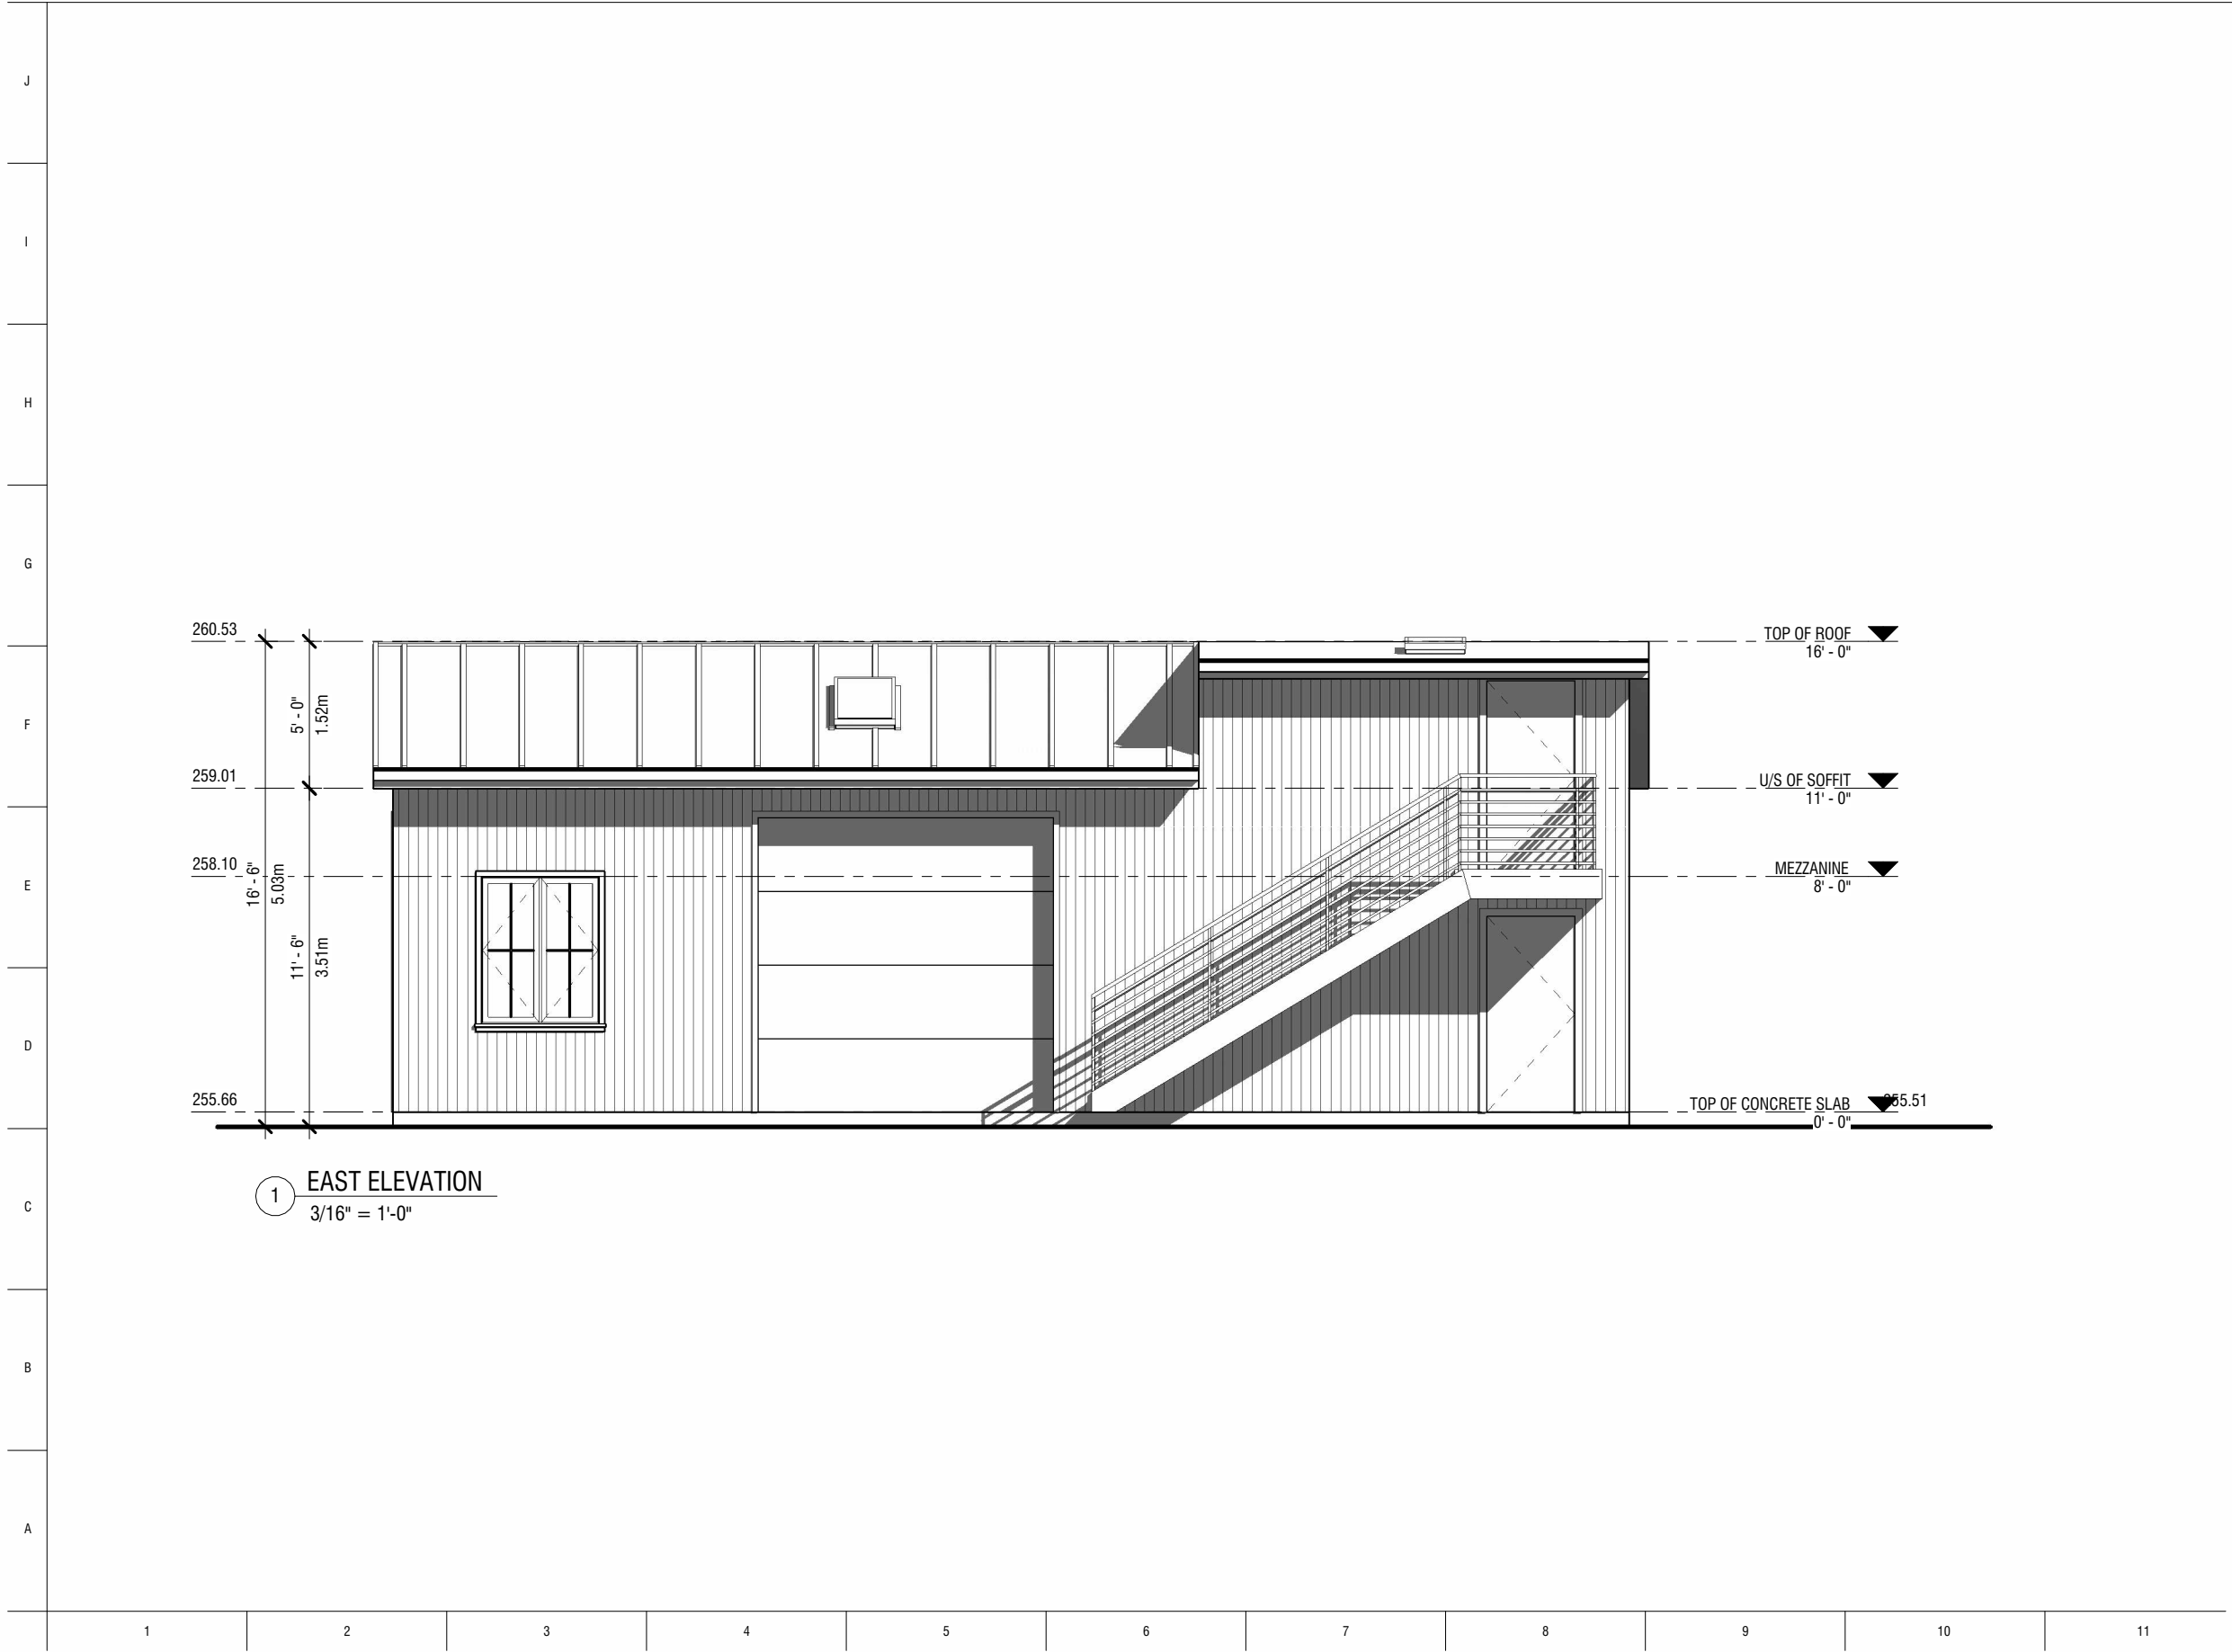 J
I
H
G
F
E
D
C
B
A
260.53
259.01
258.10
255.66
16' - 6"
5.03m
5' - 0"
1.52m
11' - 6"
3.51m
TOP OF ROOF
16' - 0"
U/S OF SOFFIT
11' - 0"
MEZZANINE
8' - 0"
TOP OF CONCRETE SLAB
0' - 0"
255.51
1
EAST ELEVATION
3/16" = 1'-0"
1 2 3 4 5 6 7 8 9 10 11